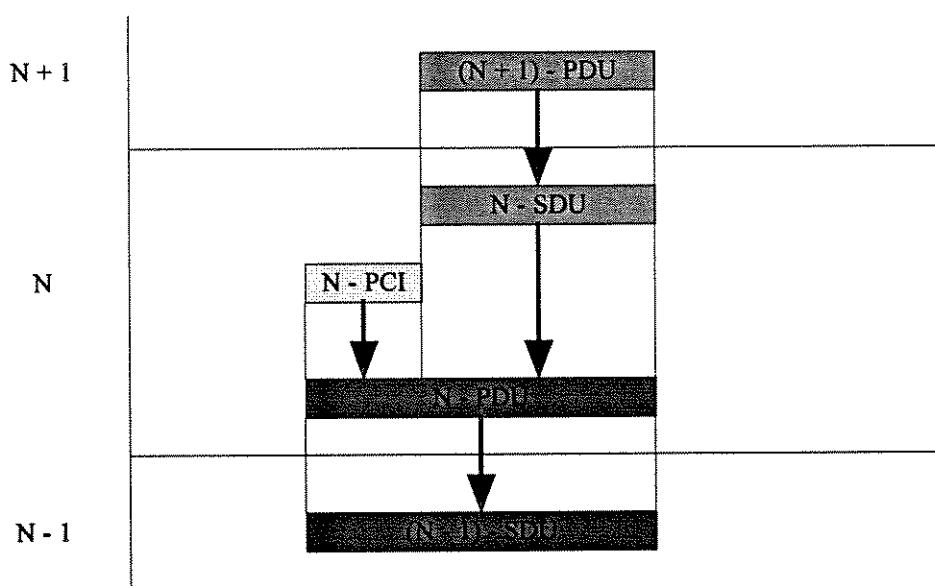 N + 1
(N + 1) - PDU
N - SDU
N
N - PCI
N - PDU
N - 1
(N - 1) - SDU